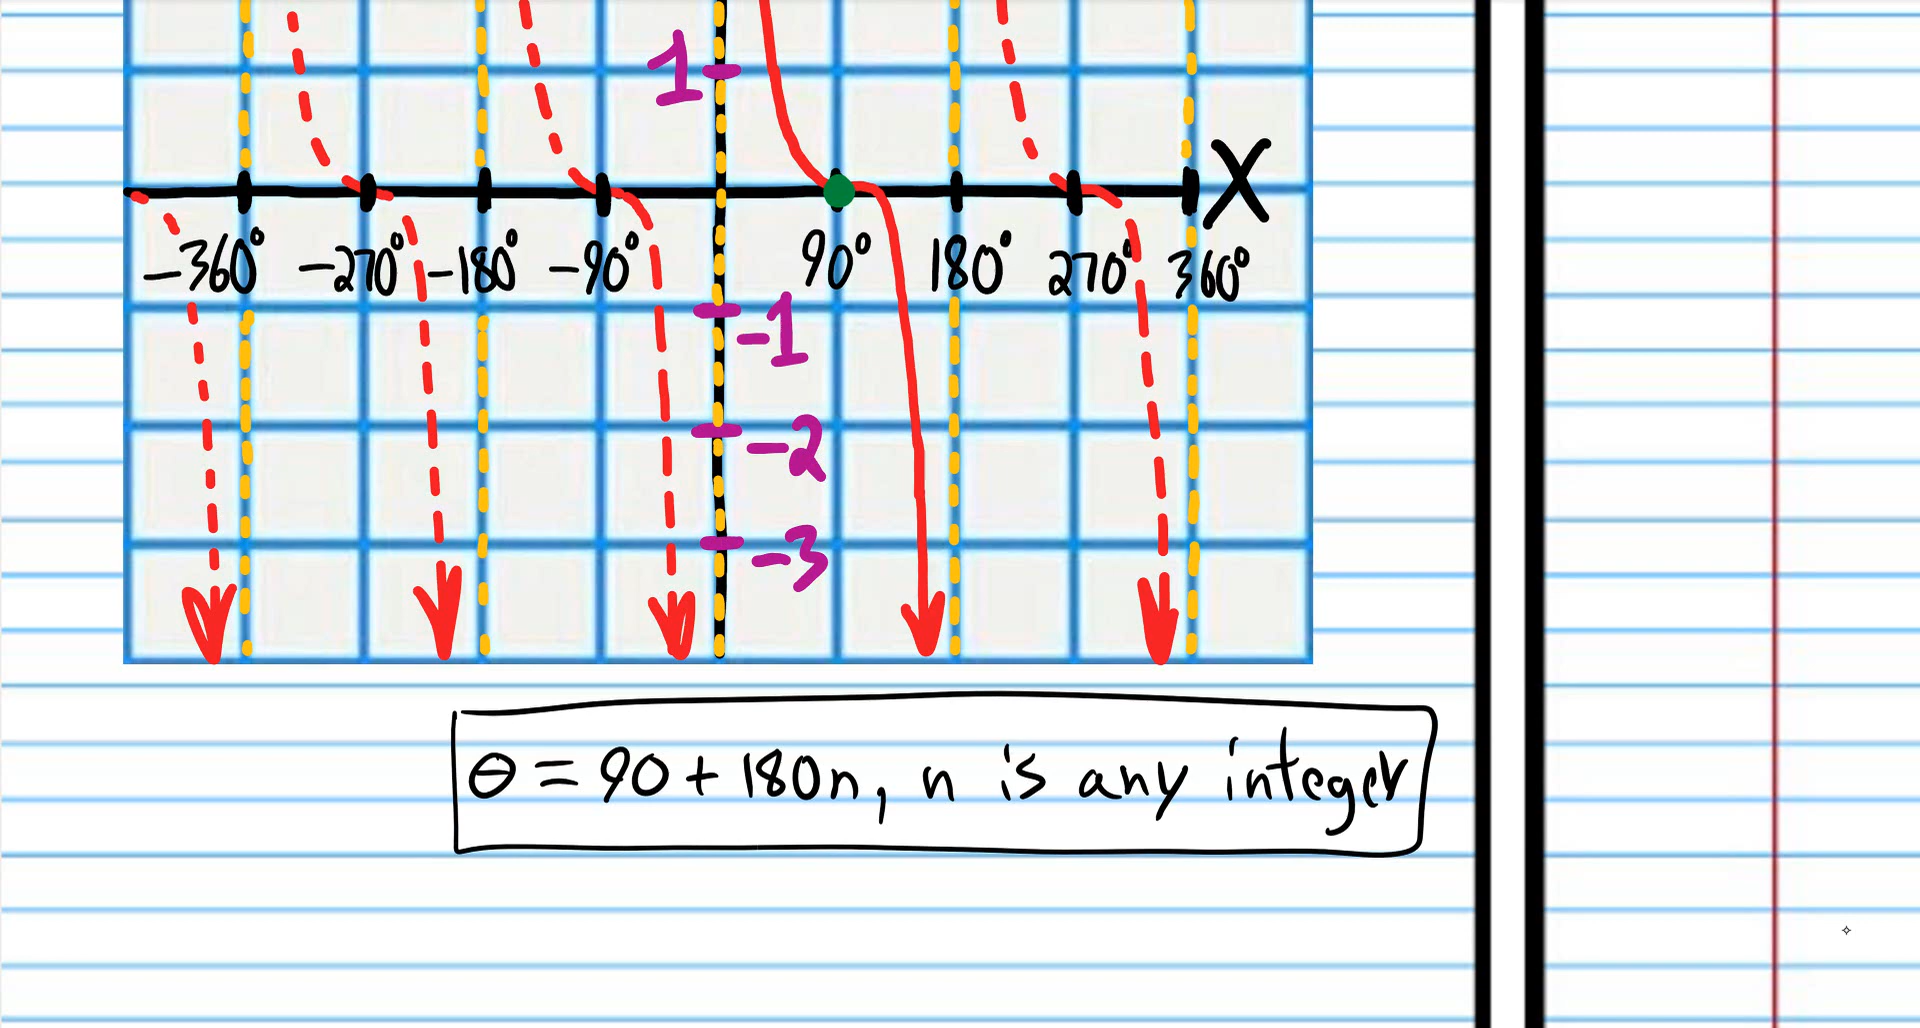 1
X
-360° -270° -180° -90° 90° 180° 270° 360°
-1
-2
-3
θ = 90 + 180n, n is any integer